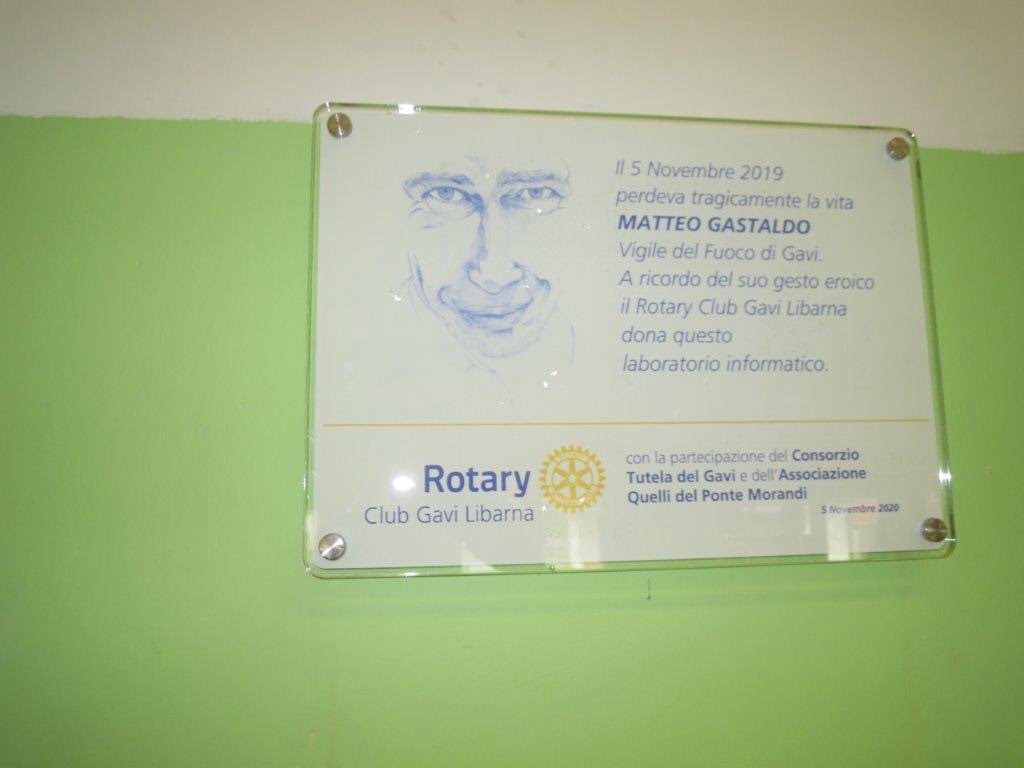 Il 5 Novembre 2019
perdeva tragicamente la vita
MATTEO GASTALDO
Vigile del Fuoco di Gavi.
A ricordo del suo gesto eroico
il Rotary Club Gavi Libarna
dona questo
laboratorio informatico.
Rotary
Club Gavi Libarna
con la partecipazione del Consorzio
Tutela del Gavi e dell'Associazione
Quelli del Ponte Morandi
5 Novembre 2020